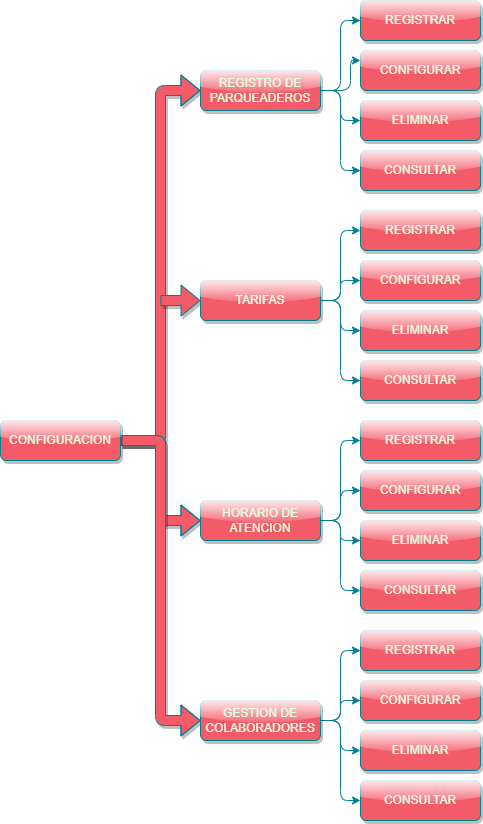 CONFIGURACION
REGISTRO DE
PARQUEADEROS
REGISTRAR
CONFIGURAR
ELIMINAR
CONSULTAR
TARIFAS
REGISTRAR
CONFIGURAR
ELIMINAR
CONSULTAR
HORARIO DE
ATENCION
REGISTRAR
CONFIGURAR
ELIMINAR
CONSULTAR
GESTION DE
COLABORADORES
REGISTRAR
CONFIGURAR
ELIMINAR
CONSULTAR